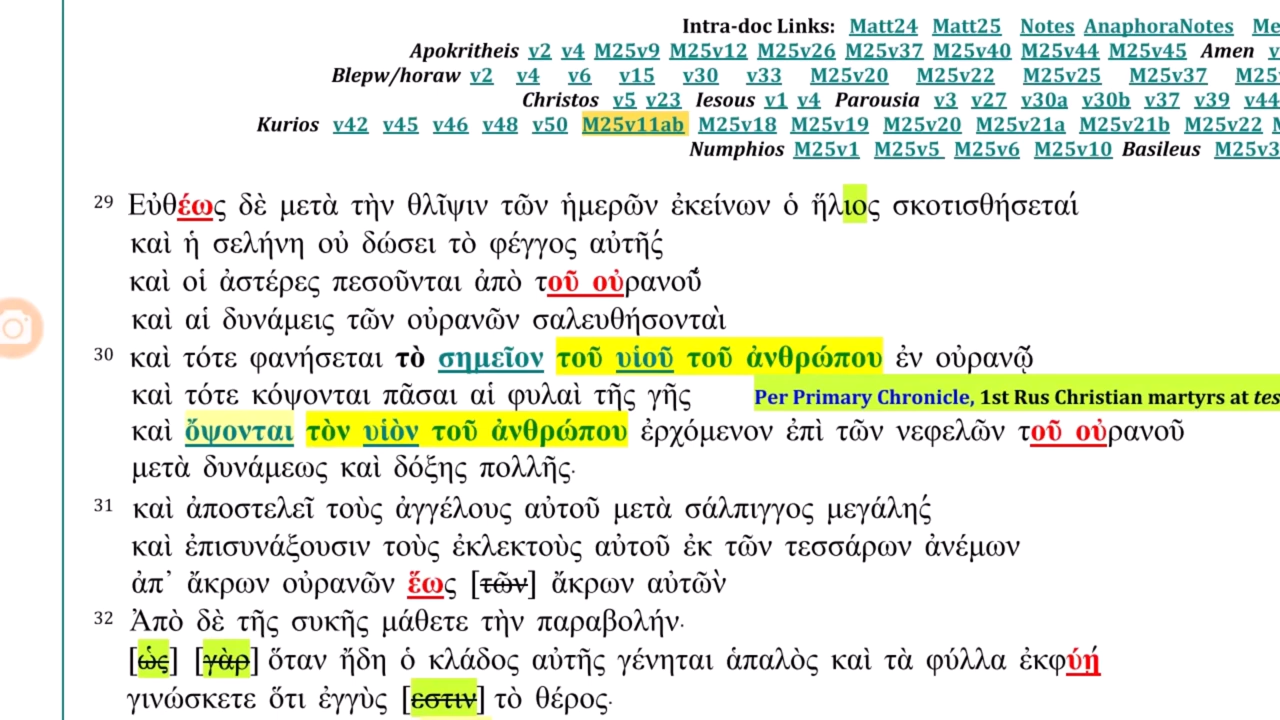 Intra-doc Links: Matt24 Matt25 Notes AnaphoraNotes Me
Apokritheis v2 v4 M25v9 M25v12 M25v26 M25v37 M25v40 M25v44 M25v45 Amen v
Blepw/horaw v2 v4 v6 v15 v30 v33 M25v20 M25v22 M25v25 M25v37 M25
Christos v5 v23 Iesous v1 v4 Parousia v3 v27 v30a v30b v37 v39 v44
Kurios v42 v45 v46 v48 v50 M25v11ab M25v18 M25v19 M25v20 M25v21a M25v21b M25v22 M
Numphios M25v1 M25v5 M25v6 M25v10 Basileus M25v3
29 Εὐθέως δὲ μετὰ τὴν θλῖψιν τῶν ἡμερῶν ἐκείνων ὁ ἥλιος σκοτισθήσεται
καὶ ἡ σελήνη οὐ δώσει τὸ φέγγος αὐτῆς
καὶ οἱ ἀστέρες πεσοῦνται ἀπὸ τοῦ οὐρανοῦ
καὶ αἱ δυνάμεις τῶν οὐρανῶν σαλευθήσονται
30 καὶ τότε φανήσεται τὸ σημεῖον τοῦ υἱοῦ τοῦ ἀνθρώπου ἐν οὐρανῷ
καὶ τότε κόψονται πᾶσαι αἱ φυλαὶ τῆς γῆς Per Primary Chronicle, 1st Rus Christian martyrs at tes
καὶ ὄψονται τὸν υἱὸν τοῦ ἀνθρώπου ἐρχόμενον ἐπὶ τῶν νεφελῶν τοῦ οὐρανοῦ
μετὰ δυνάμεως καὶ δόξης πολλῆς·
31 καὶ ἀποστελεῖ τοὺς ἀγγέλους αὐτοῦ μετὰ σάλπιγγος μεγάλης
καὶ ἐπισυνάξουσιν τοὺς ἐκλεκτοὺς αὐτοῦ ἐκ τῶν τεσσάρων ἀνέμων
ἀπ᾽ ἄκρων οὐρανῶν ἕως [τῶν] ἄκρων αὐτῶν
32 Ἀπὸ δὲ τῆς συκῆς μάθετε τὴν παραβολήν·
[ὡς] [γὰρ] ὅταν ἤδη ὁ κλάδος αὐτῆς γένηται ἁπαλὸς καὶ τὰ φύλλα ἐκφύῃ
γινώσκετε ὅτι ἐγγὺς [εστιν] τὸ θέρος·